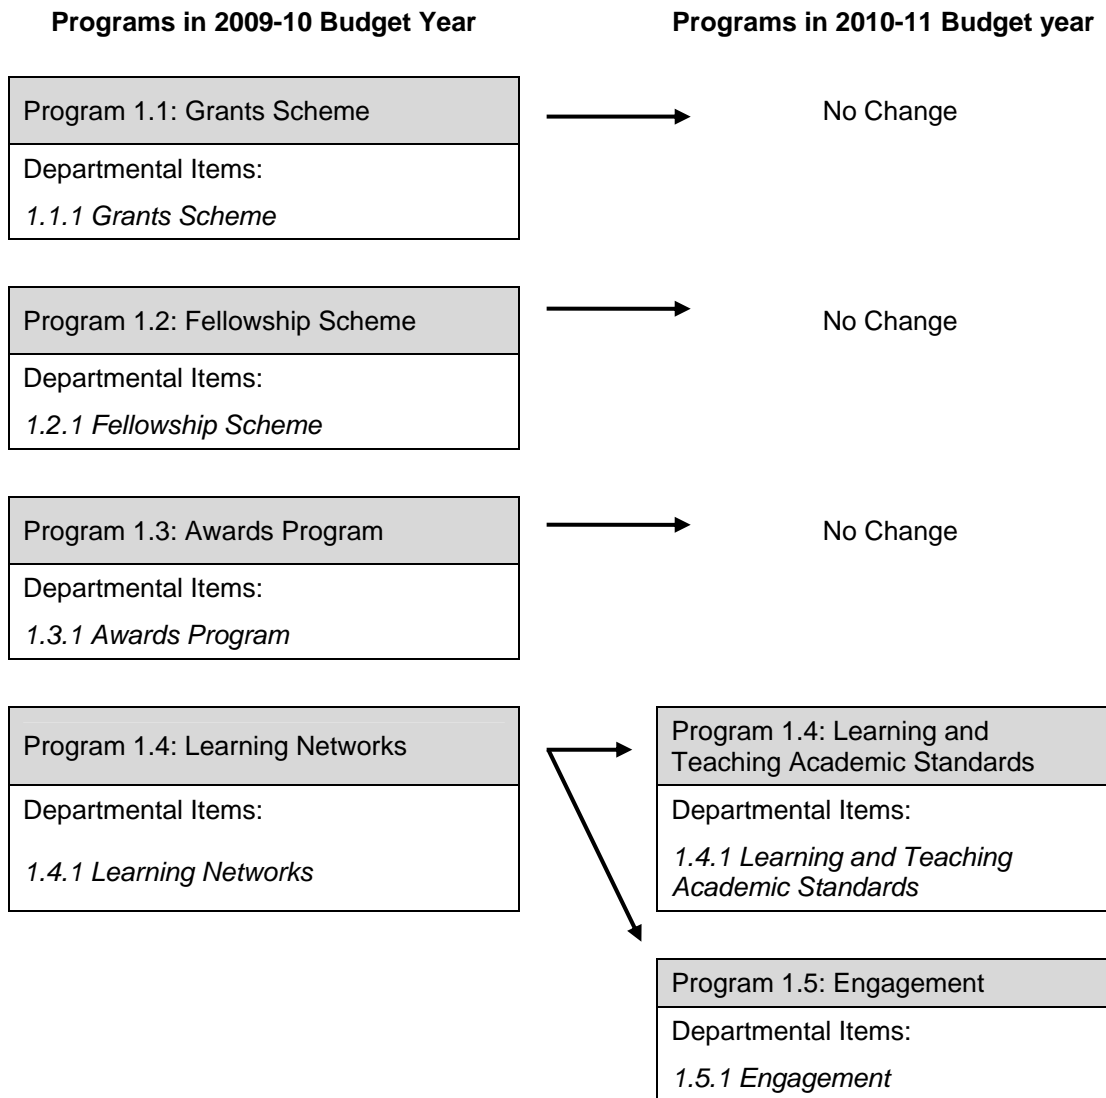 Programs in 2009-10 Budget Year
Programs in 2010-11 Budget year
Program 1.1: Grants Scheme
No Change
Departmental Items:
1.1.1 Grants Scheme
Program 1.2: Fellowship Scheme
No Change
Departmental Items:
1.2.1 Fellowship Scheme
Program 1.3: Awards Program
No Change
Departmental Items:
1.3.1 Awards Program
Program 1.4: Learning Networks
Departmental Items:
1.4.1 Learning Networks
Program 1.4: Learning and
Teaching Academic Standards
Departmental Items:
1.4.1 Learning and Teaching
Academic Standards
Program 1.5: Engagement
Departmental Items:
1.5.1 Engagement